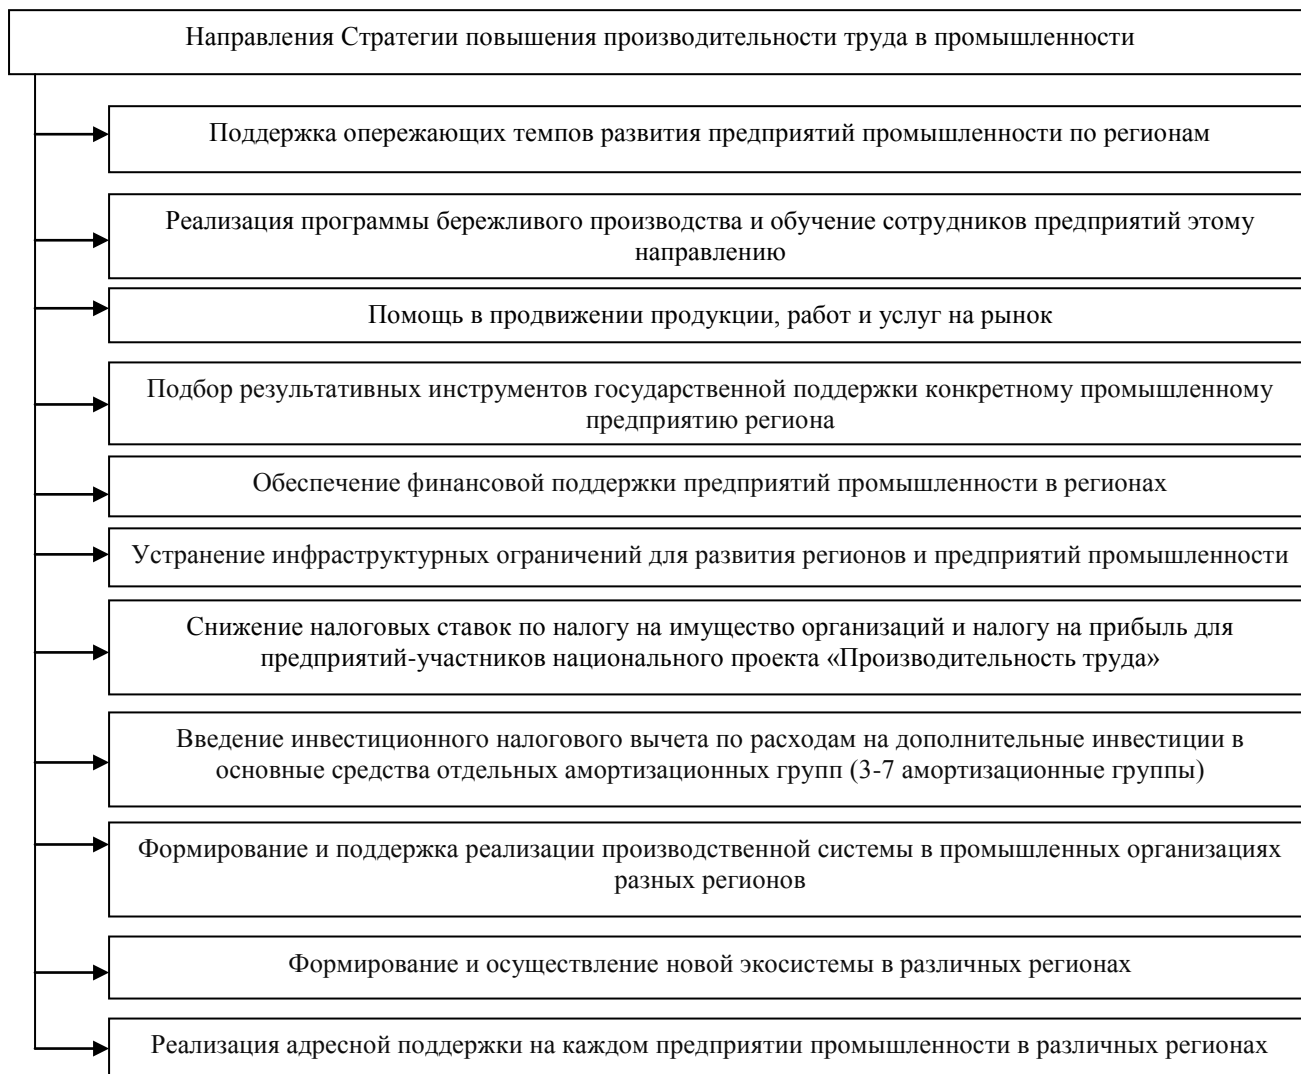 Направления Стратегии повышения производительности труда в промышленности
Поддержка опережающих темпов развития предприятий промышленности по регионам
Реализация программы бережливого производства и обучение сотрудников предприятий этому
направлению
Помощь в продвижении продукции, работ и услуг на рынок
Подбор результативных инструментов государственной поддержки конкретному промышленному
предприятию региона
Обеспечение финансовой поддержки предприятий промышленности в регионах
Устранение инфраструктурных ограничений для развития регионов и предприятий промышленности
Снижение налоговых ставок по налогу на имущество организаций и налогу на прибыль для
предприятий-участников национального проекта «Производительность труда»
Введение инвестиционного налогового вычета по расходам на дополнительные инвестиции в
основные средства отдельных амортизационных групп (3-7 амортизационные группы)
Формирование и поддержка реализации производственной системы в промышленных организациях
разных регионов
Формирование и осуществление новой экосистемы в различных регионах
Реализация адресной поддержки на каждом предприятии промышленности в различных регионах